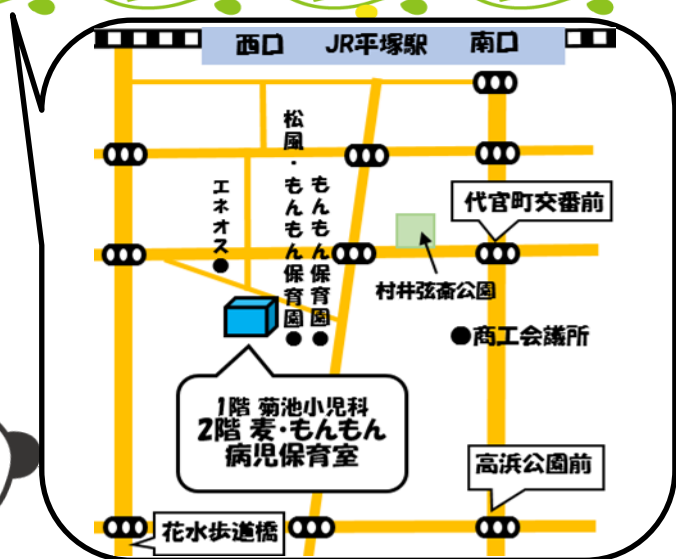 西口 JR平塚駅 南口
松風・もんもん保育園
もんもん保育園
エネオス
代官町交番前
村井弦斎公園
商工会議所
1階 菊池小児科
2階 麦・もんもん
病児保育室
高浜公園前
花水歩道橋